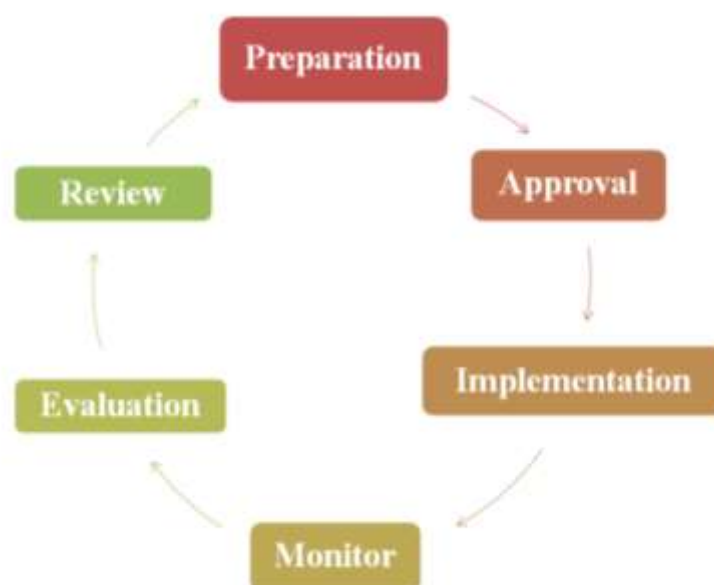 Preparation
Approval
Implementation
Monitor
Evaluation
Review